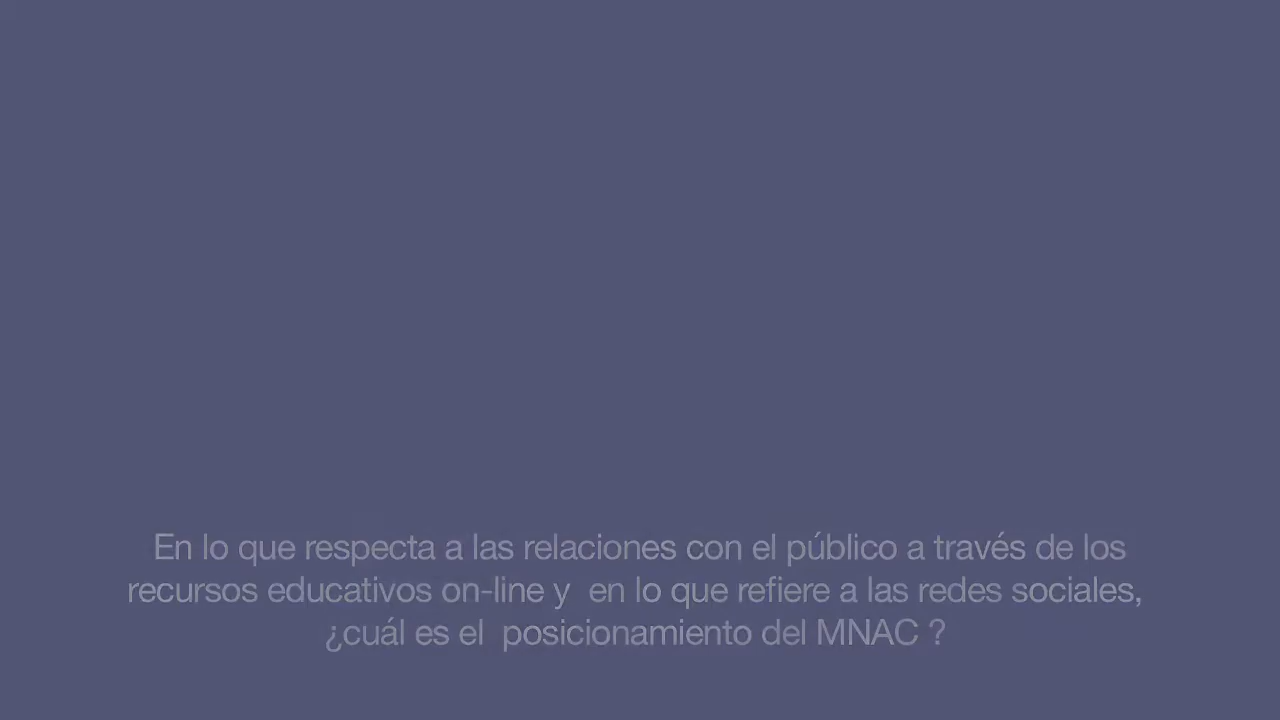 En lo que respecta a las relaciones con el público a través de los
recursos educativos on-line y  en lo que refiere a las redes sociales,
¿cuál es el  posicionamiento del MNAC ?